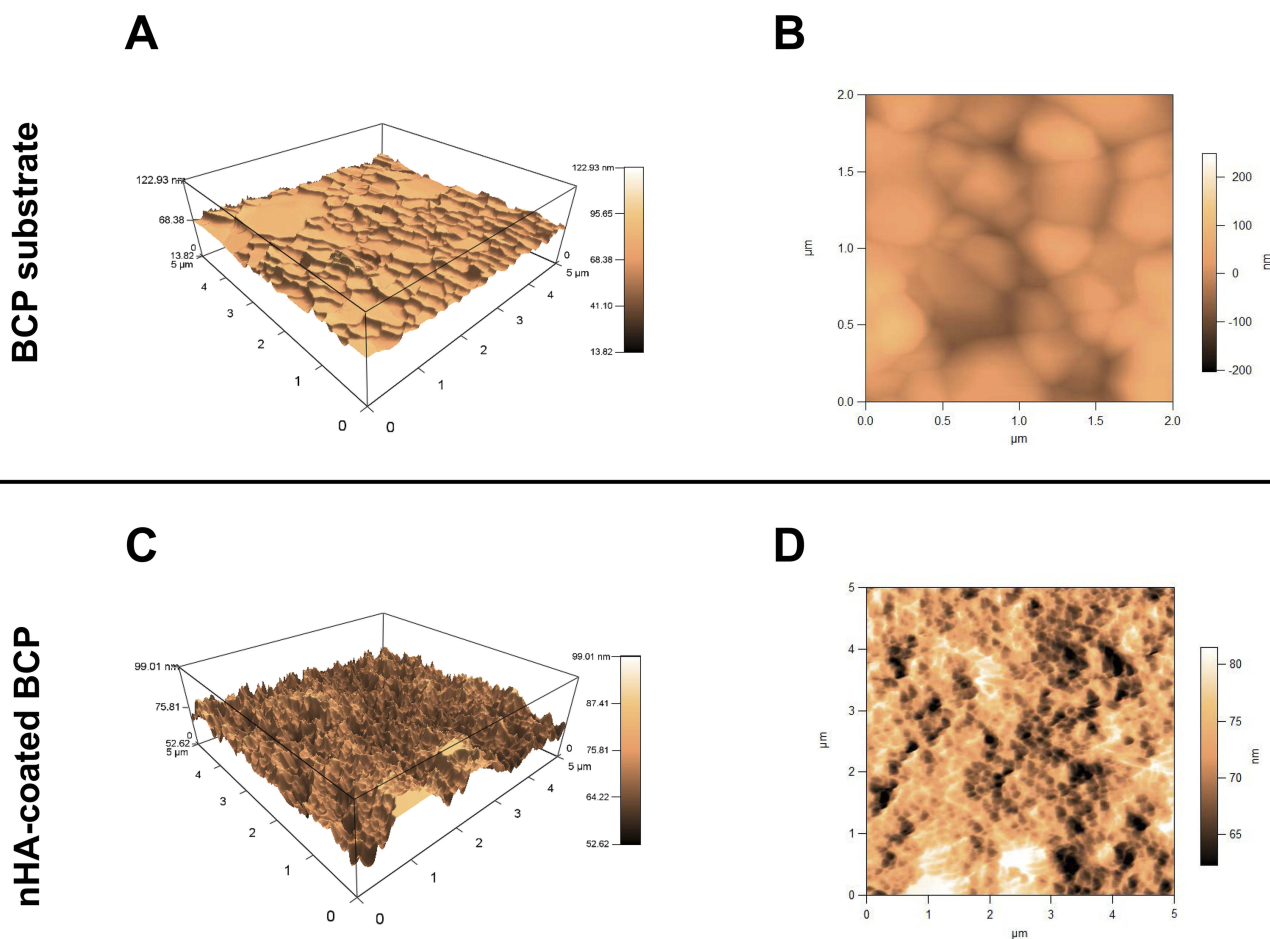 A
B
BCP substrate
122.93 nm
68.38
0
13.82
5 µm
4
3
2
1
0
0
1
2
3
4
5 µm
0
122.93 nm
95.65
68.38
41.10
13.82
2.0
1.5
1.0
0.5
0.0
µm
0.0 0.5 1.0 1.5 2.0
µm
200
100
0
-100
-200
nm
C
D
nHA-coated BCP
99.01 nm
75.81
0
52.62
5 µm
4
3
2
1
0
0
1
2
3
4
5 µm
0
99.01 nm
87.41
75.81
64.22
52.62
5
4
3
2
1
0
µm
0 1 2 3 4 5
µm
80
75
70
65
nm